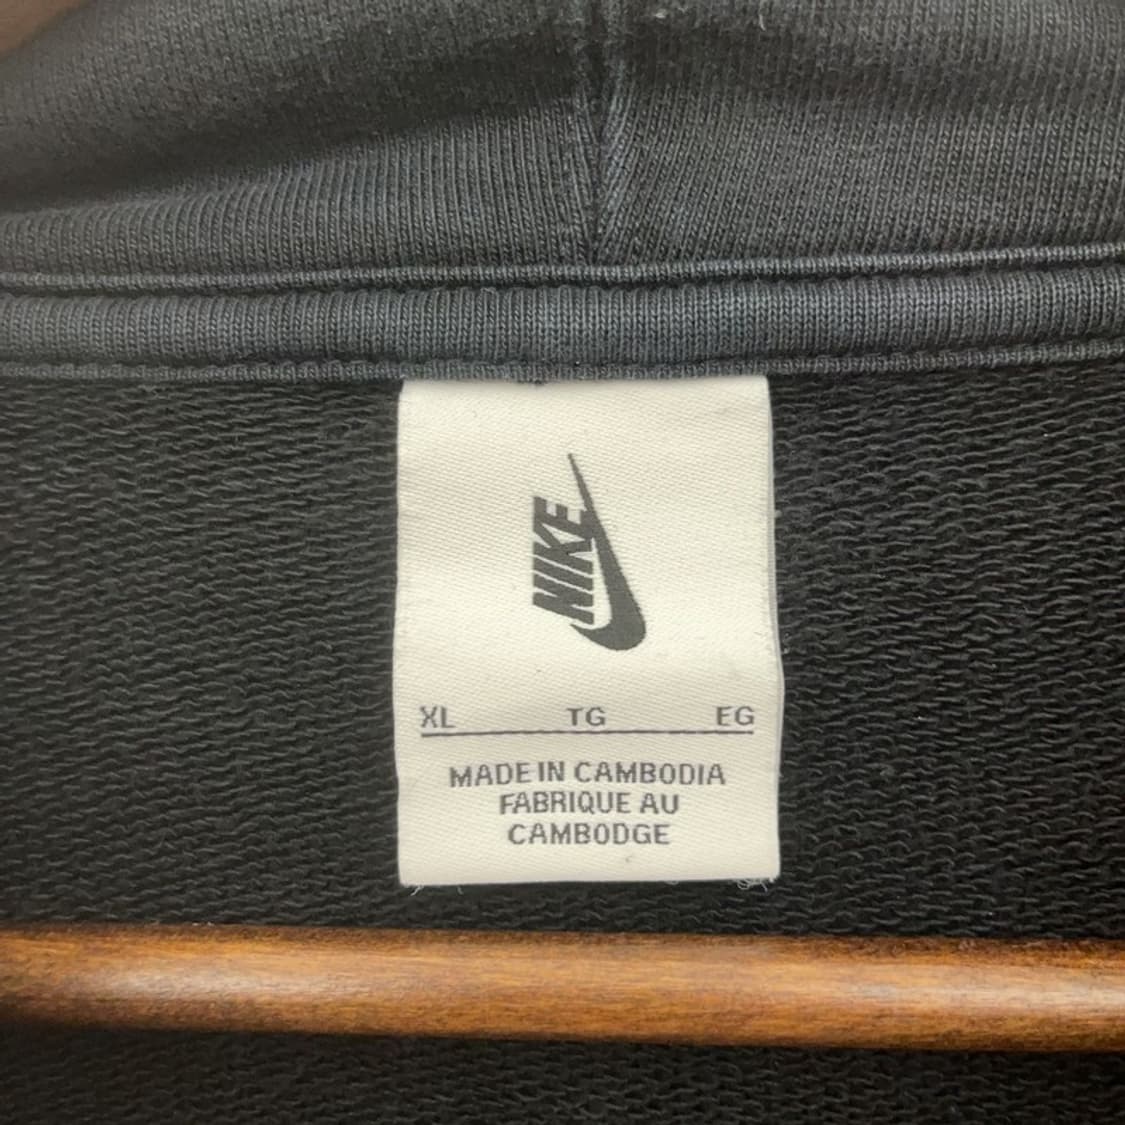 NIKE
XL TG EG
MADE IN CAMBODIA
FABRIQUE AU
CAMBODGE